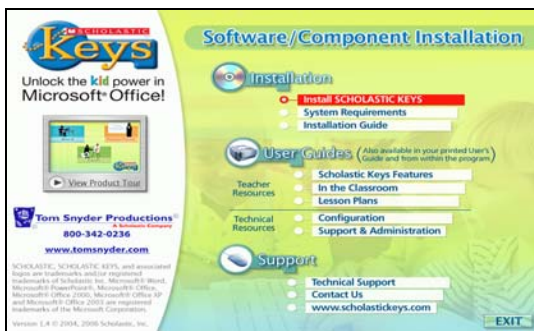 SCHOLASTIC
Keys
Unlock the kid power in
Microsoft® Office!
View Product Tour
Tom Snyder Productions®
A Scholastic Company
800-342-0236
www.tomsnyder.com
SCHOLASTIC, SCHOLASTIC KEYS, and associated
logos are trademarks and/or registered
trademarks of Scholastic Inc. Microsoft® Word,
Microsoft® PowerPoint®, Microsoft® Office,
Microsoft® Office 2000, Microsoft® Office XP
and Microsoft® Office 2003 are registered
trademarks of the Microsoft Corporation.
Version 1.4 © 2004, 2006 Scholastic, Inc.
Software/Component Installation
Installation
Install SCHOLASTIC KEYS
System Requirements
Installation Guide
User Guides (Also available in your printed User's
Guide and from within the program)
Teacher
Resources
Scholastic Keys Features
In the Classroom
Lesson Plans
Technical
Resources
Configuration
Support & Administration
Support
Technical Support
Contact Us
www.scholastickeys.com
EXIT